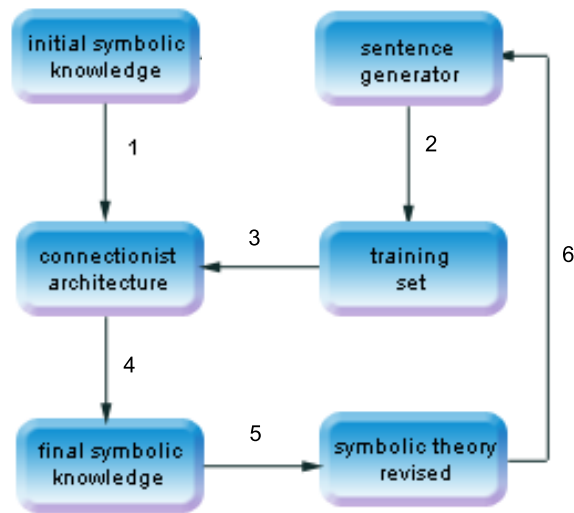 initial symbolic
knowledge
sentence
generator
1
2
connectionist
architecture
3
training
set
6
4
final symbolic
knowledge
5
symbolic theory
revised